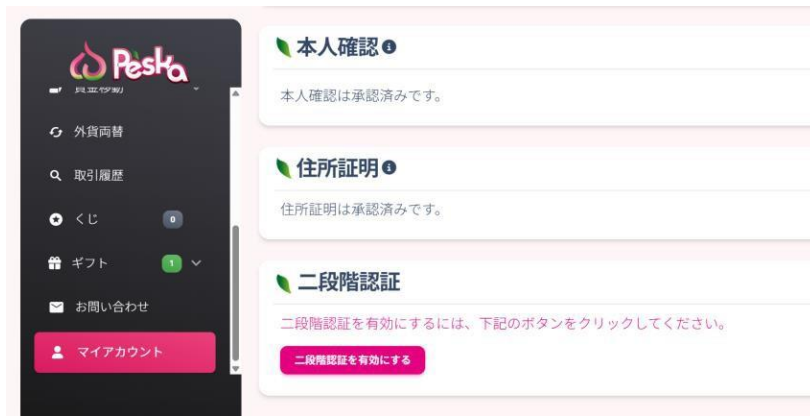 Peska
資金移動
外貨両替
取引履歴
くじ 0
ギフト 1
お問い合わせ
マイアカウント
本人確認
本人確認は承認済みです。
住所証明
住所証明は承認済みです。
二段階認証
二段階認証を有効にするには、下記のボタンをクリックしてください。
二段階認証を有効にする